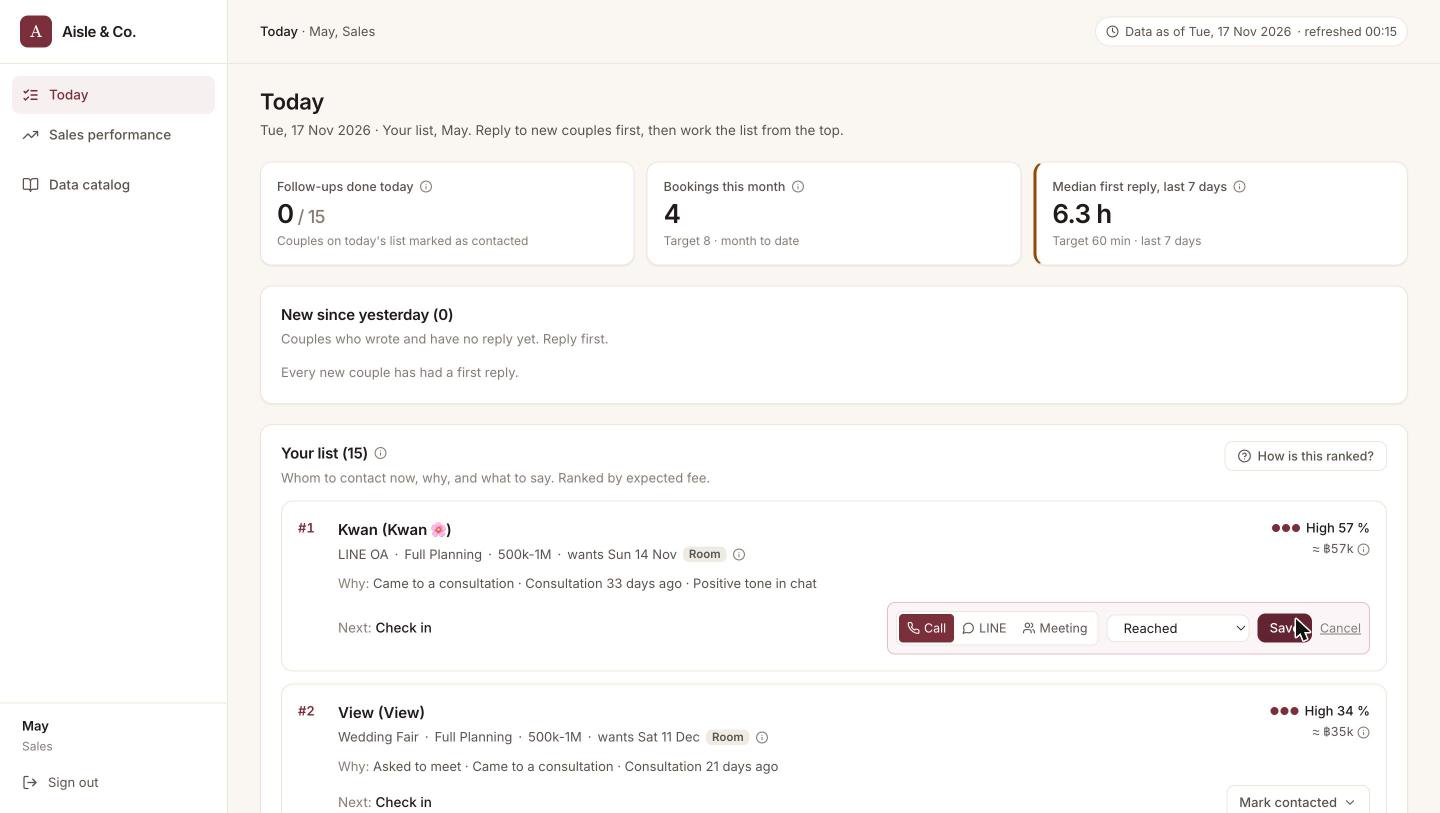 A Aisle & Co.
Today · May, Sales
Data as of Tue, 17 Nov 2026 · refreshed 00:15
Today
Sales performance
Data catalog
Today
Tue, 17 Nov 2026 · Your list, May. Reply to new couples first, then work the list from the top.
Follow-ups done today
0 / 15
Couples on today's list marked as contacted
Bookings this month
4
Target 8 · month to date
Median first reply, last 7 days
6.3 h
Target 60 min · last 7 days
New since yesterday (0)
Couples who wrote and have no reply yet. Reply first.
Every new couple has had a first reply.
Your list (15)
How is this ranked?
Whom to contact now, why, and what to say. Ranked by expected fee.
#1 Kwan (Kwan 🌸) High 57 %
LINE OA · Full Planning · 500k-1M · wants Sun 14 Nov Room ≈ ฿57k
Why: Came to a consultation · Consultation 33 days ago · Positive tone in chat
Next: Check in Call LINE Meeting Reached Save Cancel
#2 View (View) High 34 %
Wedding Fair · Full Planning · 500k-1M · wants Sat 11 Dec Room ≈ ฿35k
Why: Asked to meet · Came to a consultation · Consultation 21 days ago
Next: Check in Mark contacted
May
Sales
Sign out